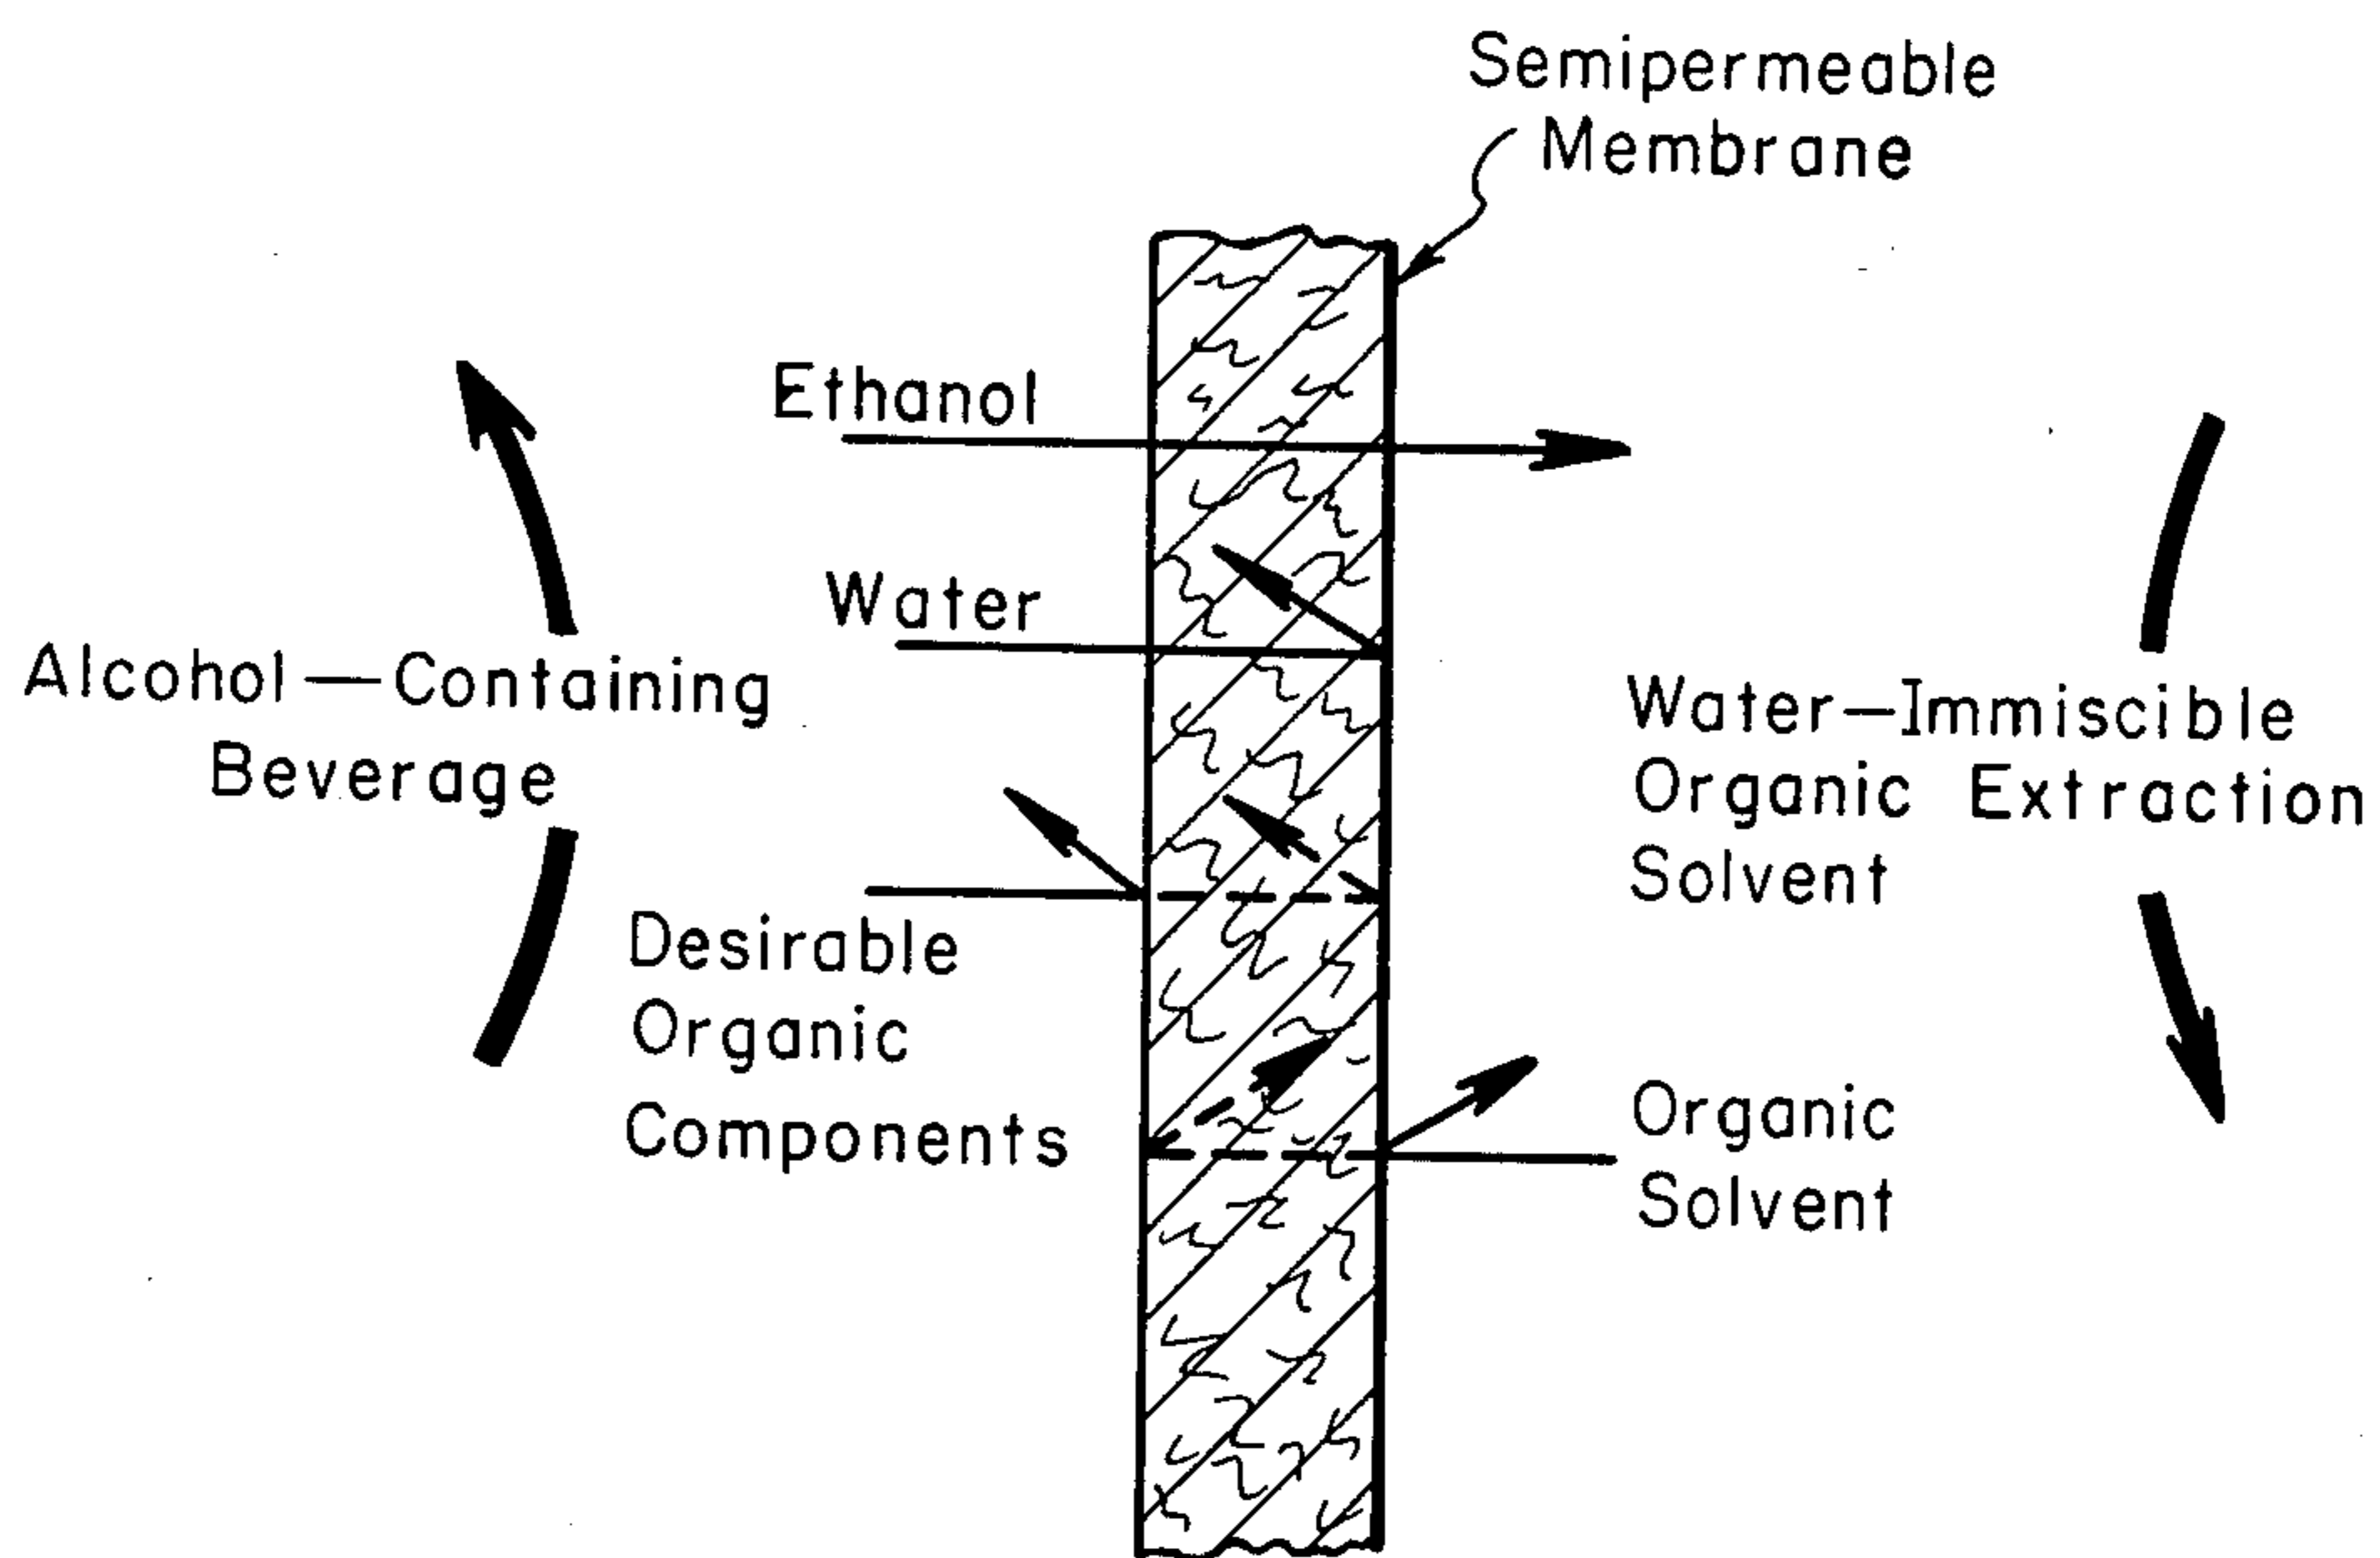 Semipermeable
Membrane
Ethanol
Water
Alcohol—Containing
Beverage
Water—Immiscible
Organic Extraction
Solvent
Desirable
Organic
Components
Organic
Solvent